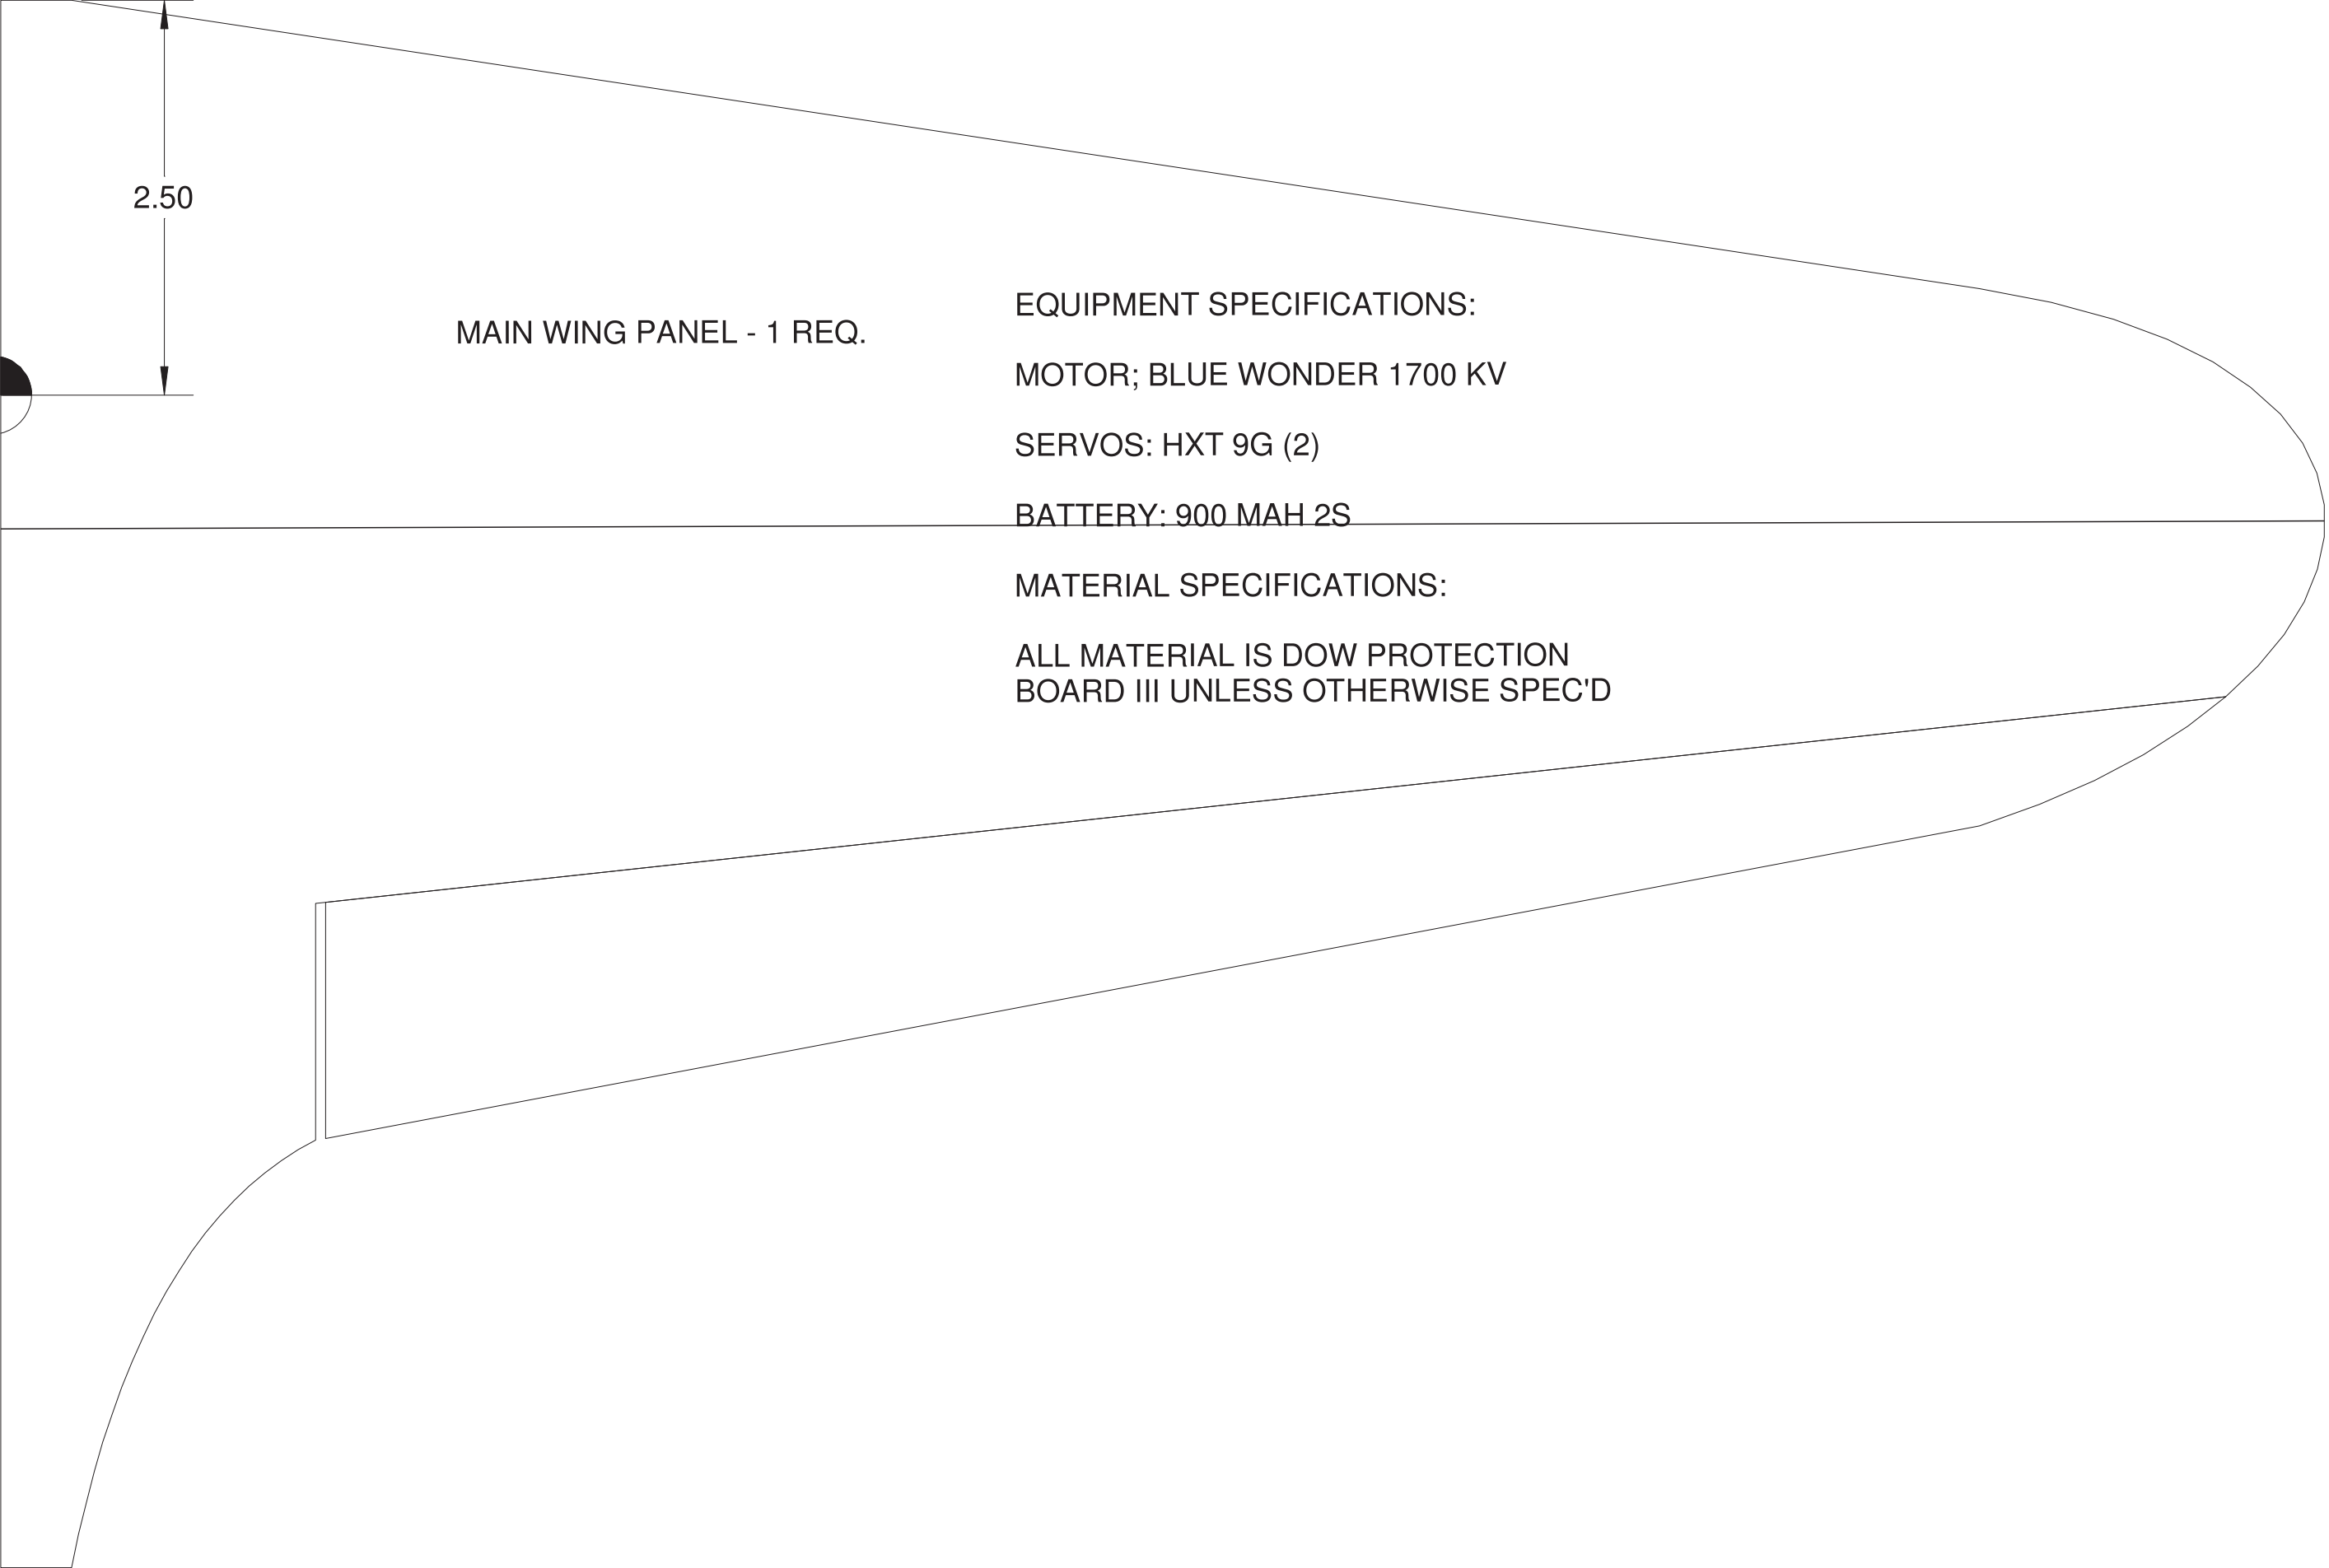 2.50
MAIN WING PANEL - 1 REQ.
EQUIPMENT SPECIFICATIONS:
MOTOR; BLUE WONDER 1700 KV
SERVOS: HXT 9G (2)
BATTERY: 900 MAH 2S
MATERIAL SPECIFICATIONS:
ALL MATERIAL IS DOW PROTECTION
BOARD III UNLESS OTHERWISE SPEC'D